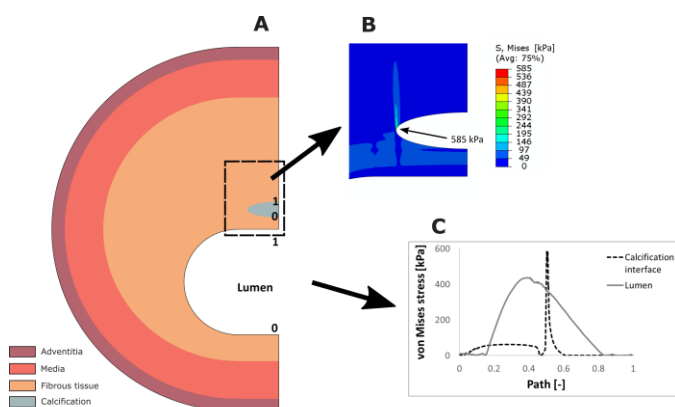 A
B
S, Mises [kPa]
(Avg: 75%)
585
536
487
439
390
341
292
244
195
146
97
49
0
585 kPa
1
0
1
Lumen
0
C
600
400
200
0
von Mises stress [kPa]
0
0.2
0.4
0.6
0.8
1
Path [-]
Calcification
interface
Lumen
Adventitia
Media
Fibrous tissue
Calcification